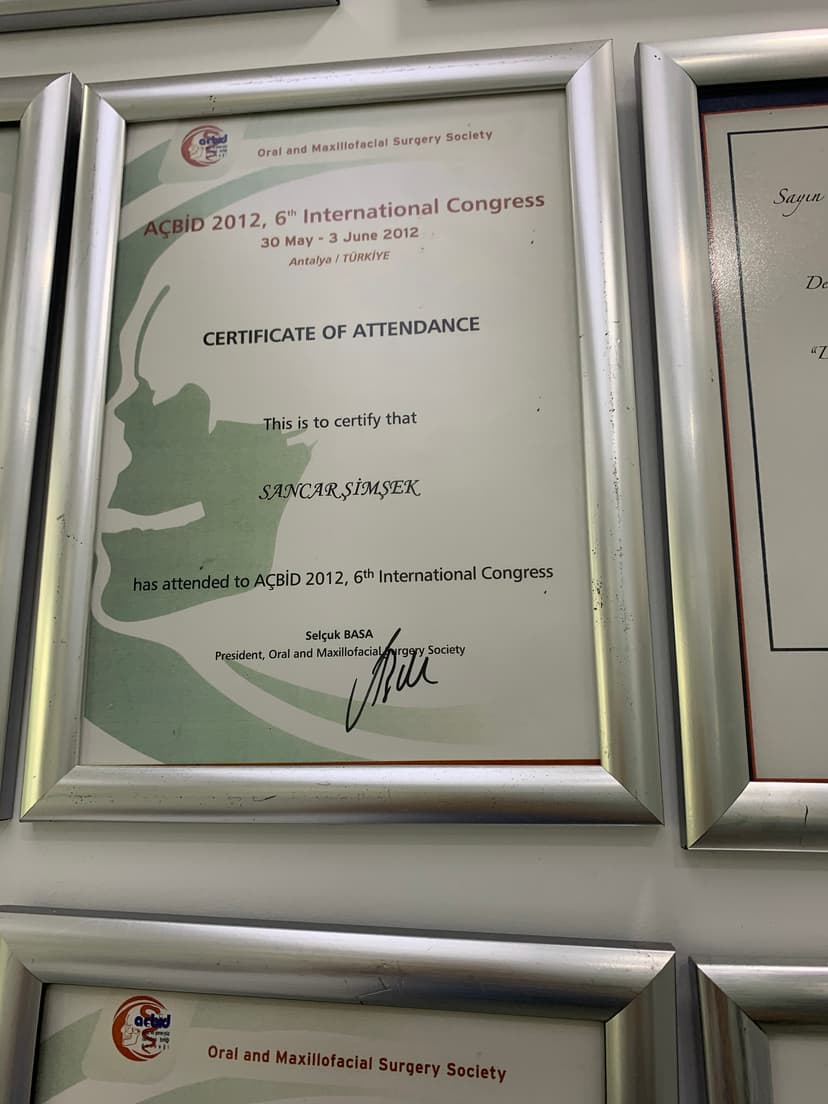 Oral and Maxillofacial Surgery Society
AÇBİD 2012, 6th International Congress
30 May - 3 June 2012
Antalya / TÜRKİYE
CERTIFICATE OF ATTENDANCE
This is to certify that
SANCAR ŞİMŞEK
has attended to AÇBİD 2012, 6th International Congress
Selçuk BASA
President, Oral and Maxillofacial Surgery Society
Sayın
Oral and Maxillofacial Surgery Society